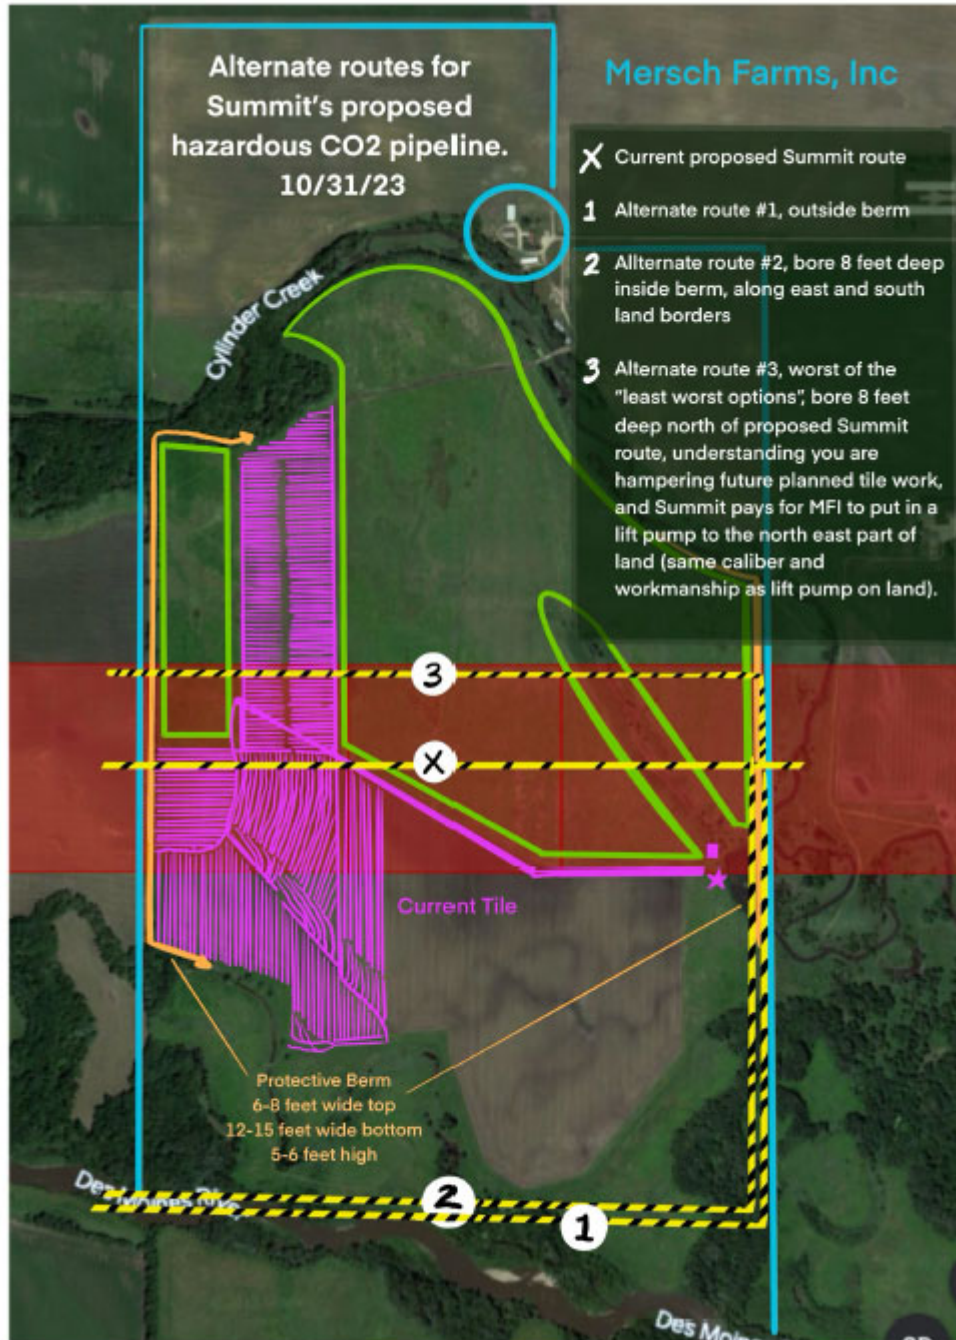 Alternate routes for
Summit's proposed
hazardous CO2 pipeline.
10/31/23
Mersch Farms, Inc
X Current proposed Summit route
1 Alternate route #1, outside berm
2 Allternate route #2, bore 8 feet deep
inside berm, along east and south
land borders
3 Alternate route #3, worst of the
"least worst options", bore 8 feet
deep north of proposed Summit
route, understanding you are
hampering future planned tile work,
and Summit pays for MFI to put in a
lift pump to the north east part of
land (same caliber and
workmanship as lift pump on land).
Cylinder Creek
3
X
Current Tile
Protective Berm
6-8 feet wide top
12-15 feet wide bottom
5-6 feet high
Des Moines River
2
1
Des Moines